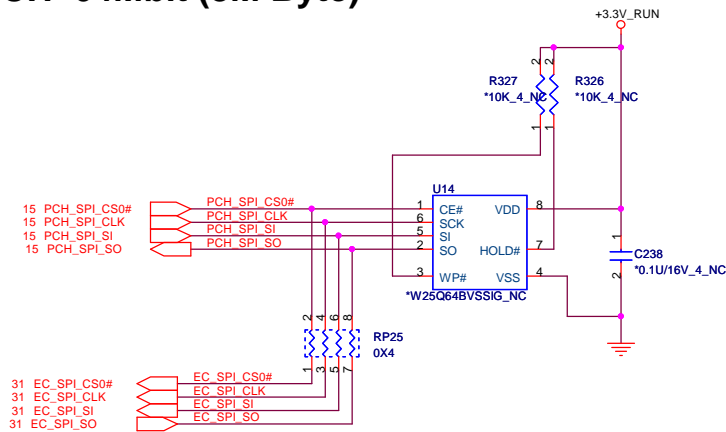 64Mbit (8M Byte)
+3.3V_RUN
2 2
R327 R326
*10K_4_NC *10K_4_NC
1 1
U14
15 PCH_SPI_CS0# PCH_SPI_CS0# 1 CE# VDD 8
15 PCH_SPI_CLK PCH_SPI_CLK 6 SCK
15 PCH_SPI_SI PCH_SPI_SI 5 SI
15 PCH_SPI_SO PCH_SPI_SO 2 SO HOLD# 7
3 WP# VSS 4
*W25Q64BVSSIG_NC
1
C238
*0.1U/16V_4_NC
2
2 4 6 8
RP25
0X4
1 3 5 7
31 EC_SPI_CS0# EC_SPI_CS0#
31 EC_SPI_CLK EC_SPI_CLK
31 EC_SPI_SI EC_SPI_SI
31 EC_SPI_SO EC_SPI_SO